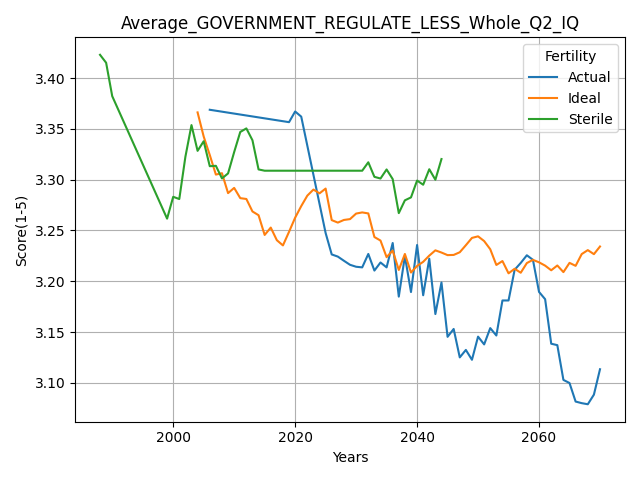 Average_GOVERNMENT_REGULATE_LESS_Whole_Q2_IQ
Fertility
Actual
Ideal
Sterile
Score(1-5)
3.40
3.35
3.30
3.25
3.20
3.15
3.10
2000 2020 2040 2060
Years